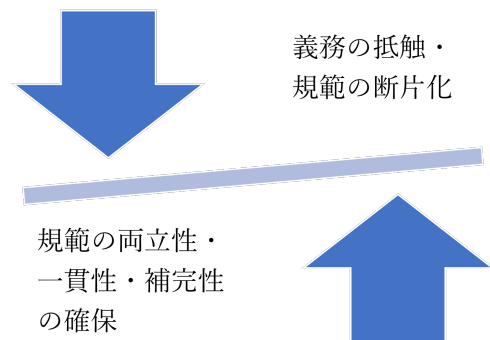 義務の抵触・
規範の断片化
規範の両立性・
一貫性・補完性
の確保